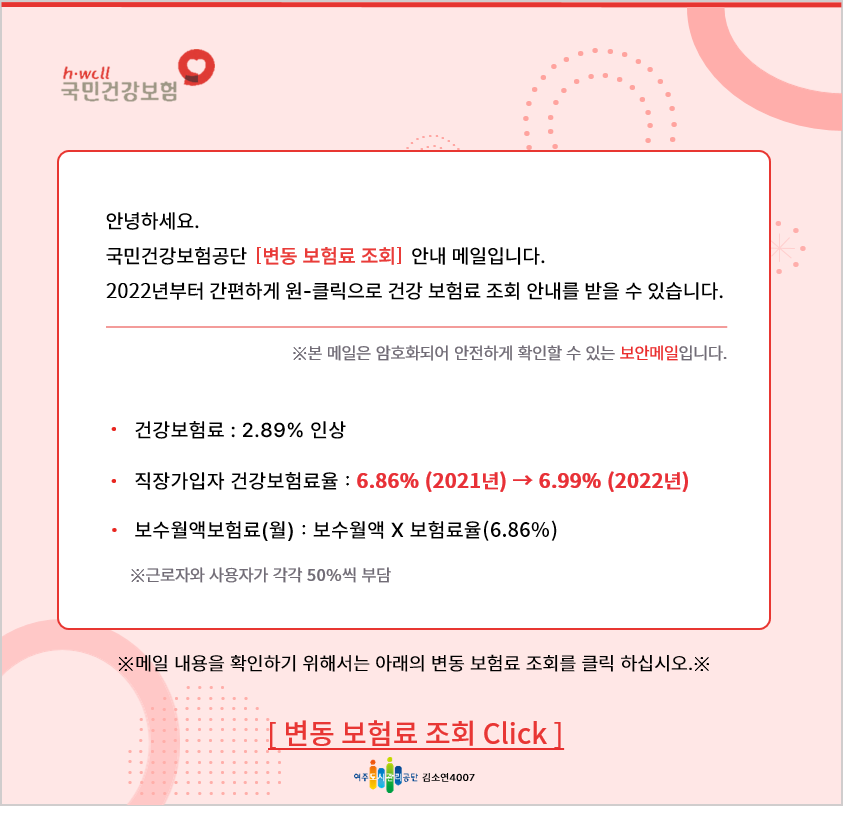 h·well
국민건강보험
안녕하세요.
국민건강보험공단 [변동 보험료 조회] 안내 메일입니다.
2022년부터 간편하게 원-클릭으로 건강 보험료 조회 안내를 받을 수 있습니다.
※본 메일은 암호화되어 안전하게 확인할 수 있는 보안메일입니다.
• 건강보험료 : 2.89% 인상
• 직장가입자 건강보험료율 : 6.86% (2021년) → 6.99% (2022년)
• 보수월액보험료(월) : 보수월액 X 보험료율(6.86%)
※근로자와 사용자가 각각 50%씩 부담
※메일 내용을 확인하기 위해서는 아래의 변동 보험료 조회를 클릭 하십시오.※
[ 변동 보험료 조회 Click ]
여주도시관리공단 김소연4007